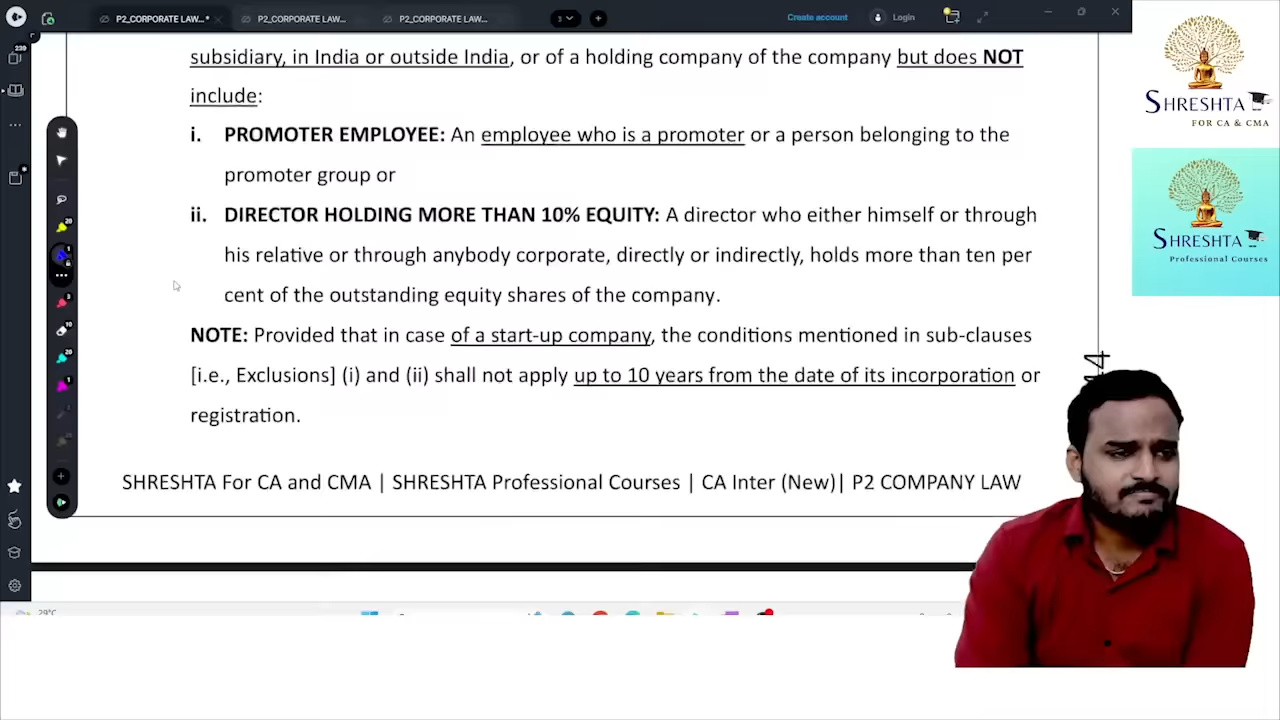 P2_CORPORATE LAW...*
P2_CORPORATE LAW...
P2_CORPORATE LAW...
3
Create account
Login
239
subsidiary, in India or outside India, or of a holding company of the company but does NOT
include:
i. PROMOTER EMPLOYEE: An employee who is a promoter or a person belonging to the
promoter group or
ii. DIRECTOR HOLDING MORE THAN 10% EQUITY: A director who either himself or through
his relative or through anybody corporate, directly or indirectly, holds more than ten per
cent of the outstanding equity shares of the company.
NOTE: Provided that in case of a start-up company, the conditions mentioned in sub-clauses
[i.e., Exclusions] (i) and (ii) shall not apply up to 10 years from the date of its incorporation or
registration.
SHRESHTA For CA and CMA | SHRESHTA Professional Courses | CA Inter (New)| P2 COMPANY LAW
SHRESHTA
FOR CA & CMA
SHRESHTA
Professional Courses
29°C